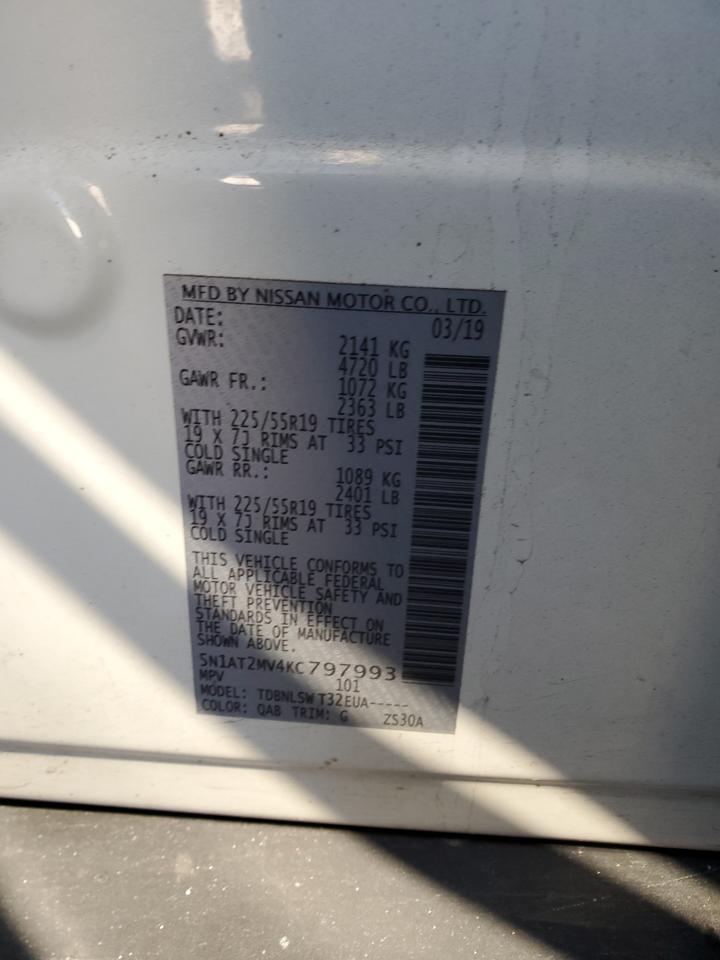 MFD BY NISSAN MOTOR CO., LTD.
DATE: 03/19
GVWR: 2141 KG
4720 LB
GAWR FR.: 1072 KG
2363 LB
WITH 225/55R19 TIRES
19 X 7J RIMS AT 33 PSI
COLD SINGLE
GAWR RR.: 1089 KG
2401 LB
WITH 225/55R19 TIRES
19 X 7J RIMS AT 33 PSI
COLD SINGLE
THIS VEHICLE CONFORMS TO
ALL APPLICABLE FEDERAL
MOTOR VEHICLE SAFETY AND
THEFT PREVENTION
STANDARDS IN EFFECT ON
THE DATE OF MANUFACTURE
SHOWN ABOVE.
5N1AT2MV4KC797993
MPV 101
MODEL: TDBNLSW T32EUA-----
COLOR: QAB TRIM: G ZS30A